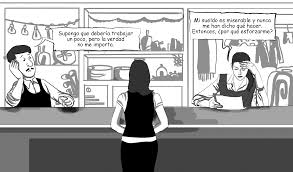 Supongo que debería trabajar
un poco, pero la verdad
no me importa.
Mi sueldo es miserable y nunca
me han dicho qué hacer.
Entonces, ¿por qué esforzarme?